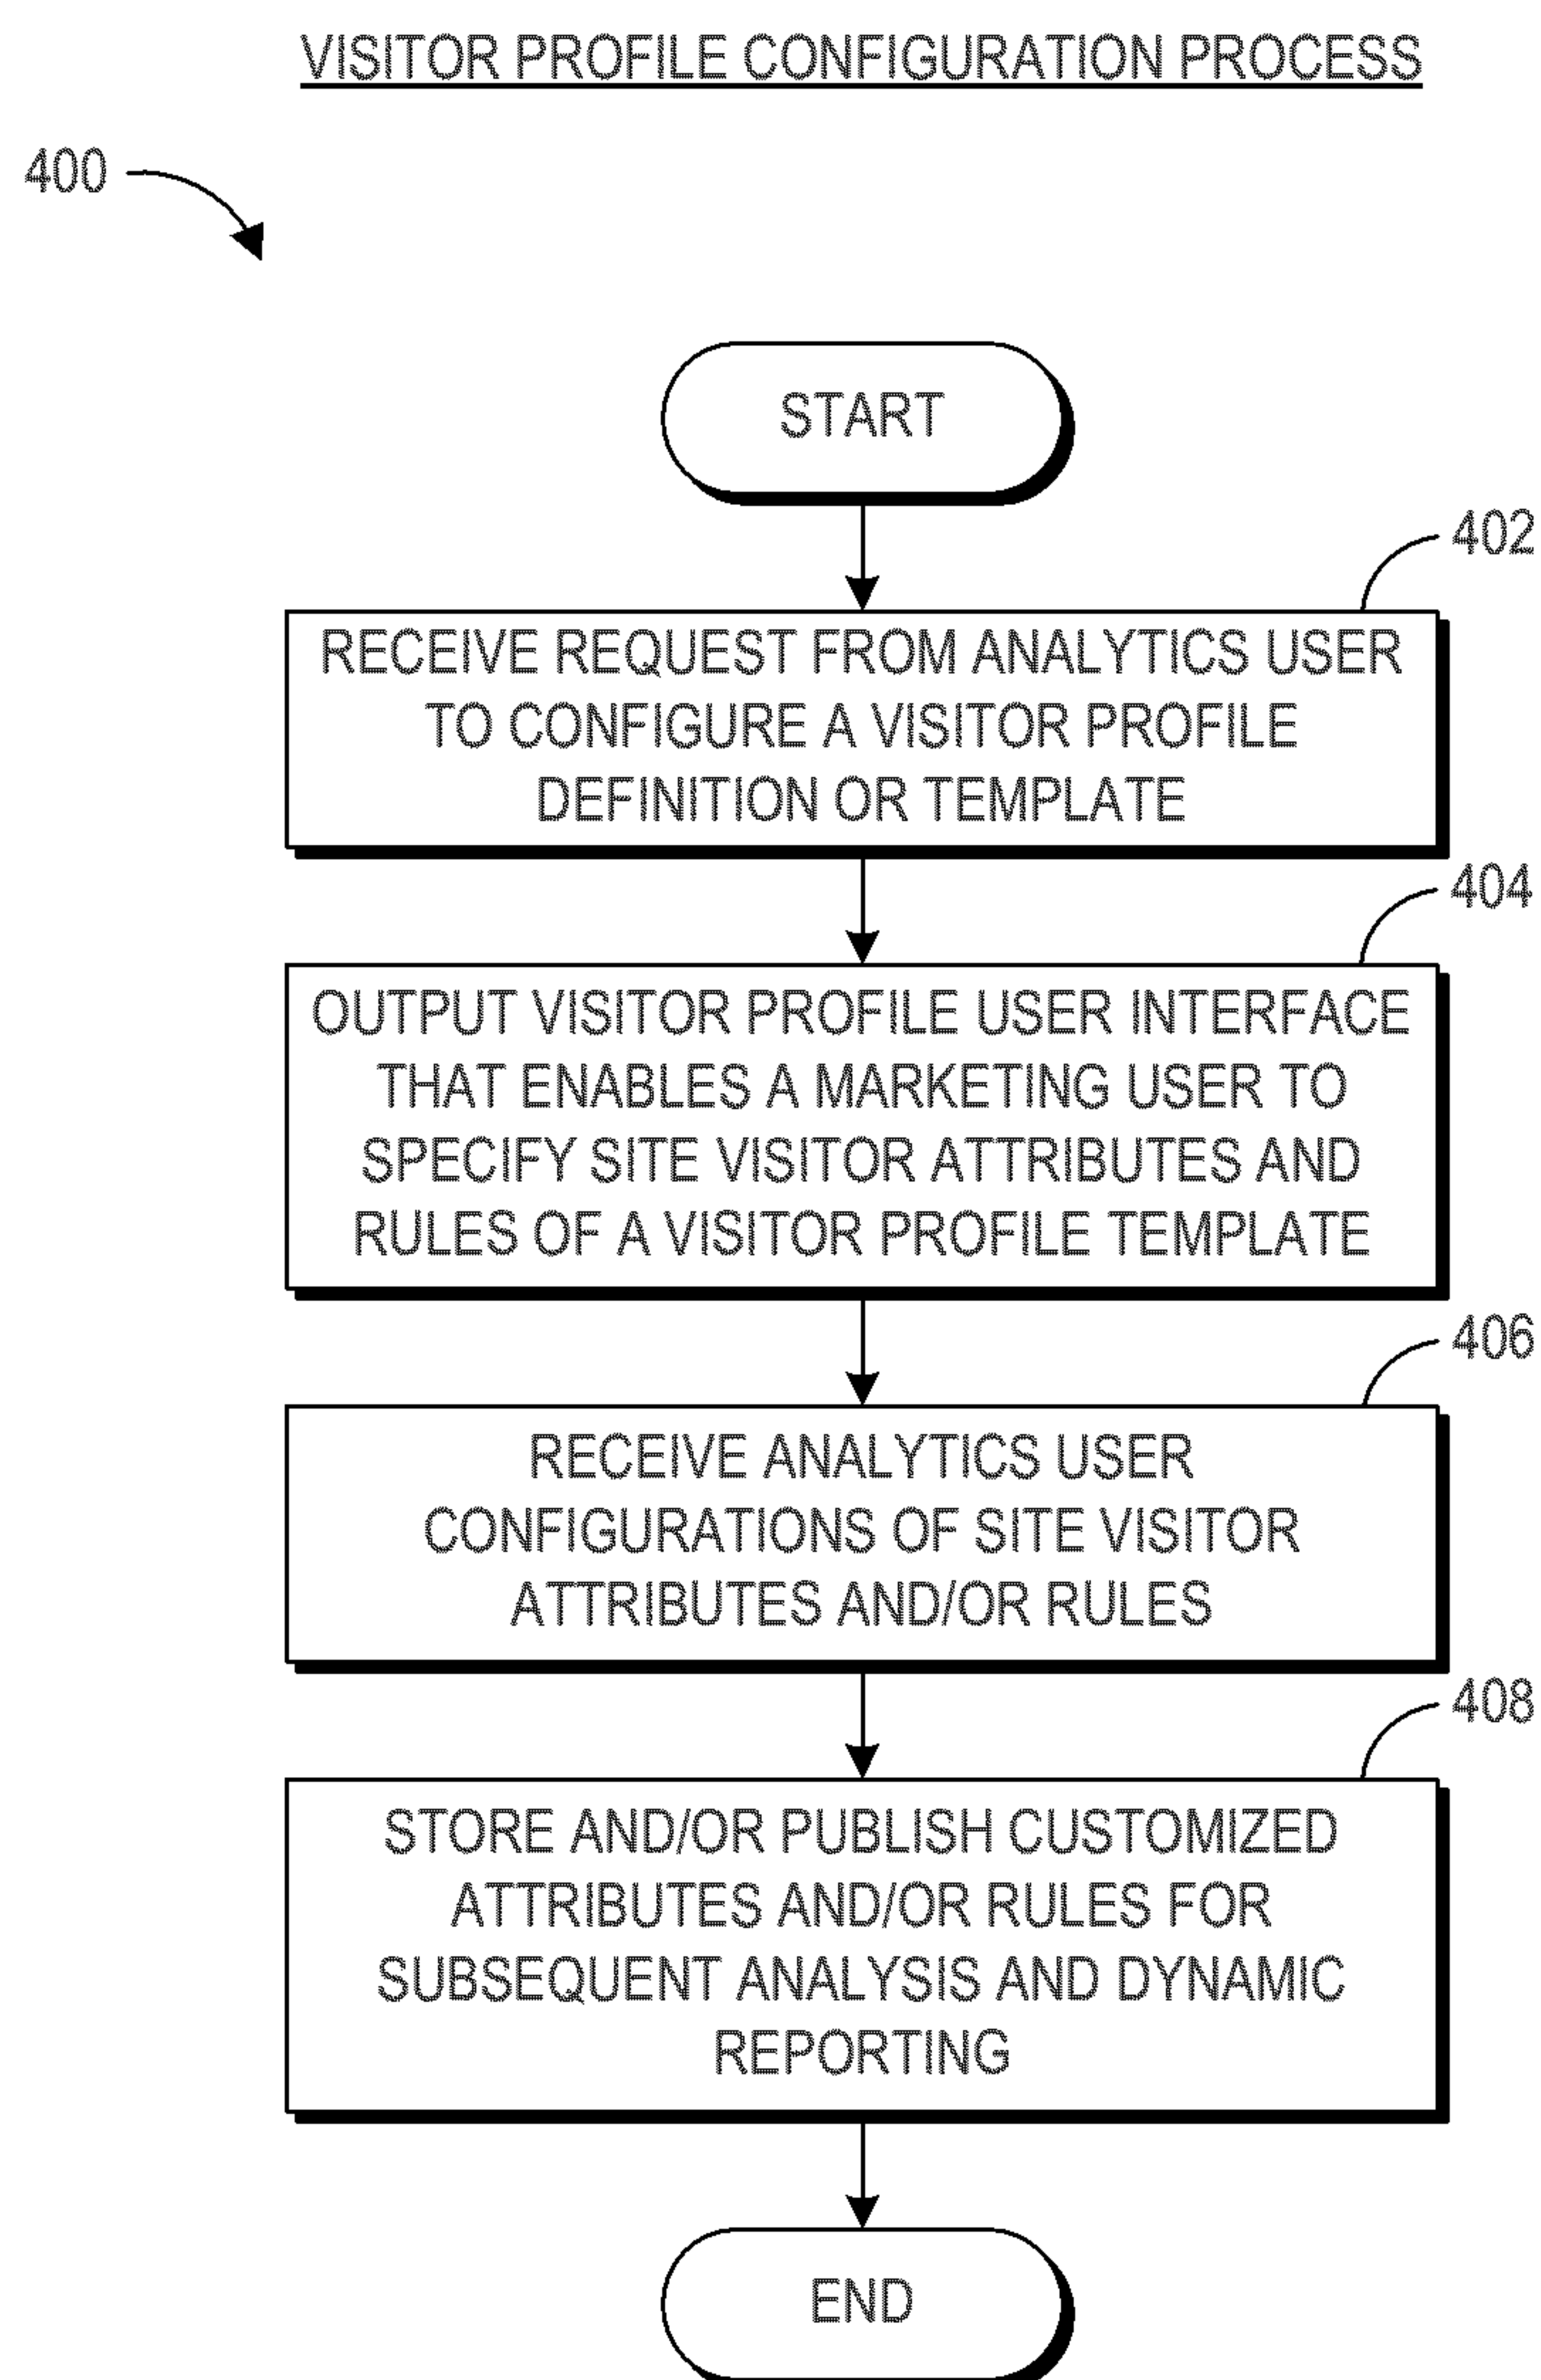 VISITOR PROFILE CONFIGURATION PROCESS
400
START
402
RECEIVE REQUEST FROM ANALYTICS USER
TO CONFIGURE A VISITOR PROFILE
DEFINITION OR TEMPLATE
404
OUTPUT VISITOR PROFILE USER INTERFACE
THAT ENABLES A MARKETING USER TO
SPECIFY SITE VISITOR ATTRIBUTES AND
RULES OF A VISITOR PROFILE TEMPLATE
406
RECEIVE ANALYTICS USER
CONFIGURATIONS OF SITE VISITOR
ATTRIBUTES AND/OR RULES
408
STORE AND/OR PUBLISH CUSTOMIZED
ATTRIBUTES AND/OR RULES FOR
SUBSEQUENT ANALYSIS AND DYNAMIC
REPORTING
END